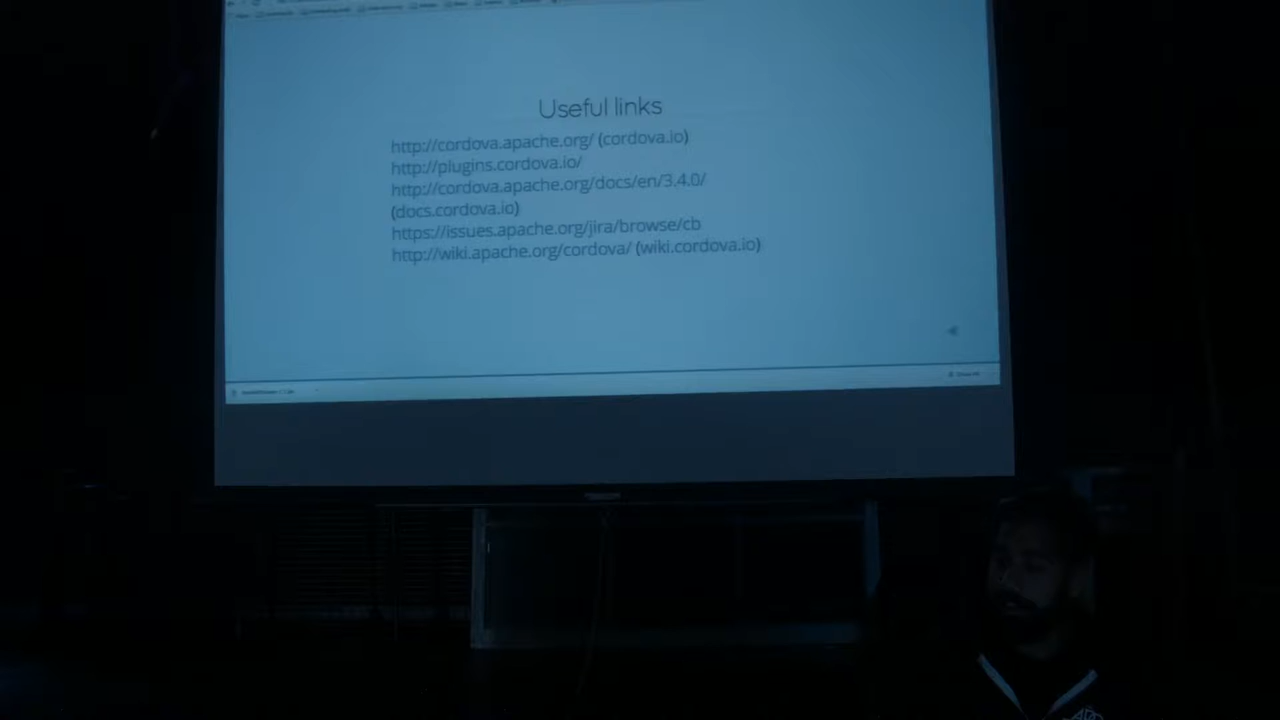 Useful links
http://cordova.apache.org/ (cordova.io)
http://plugins.cordova.io/
http://cordova.apache.org/docs/en/3.4.0/
(docs.cordova.io)
https://issues.apache.org/jira/browse/cb
http://wiki.apache.org/cordova/ (wiki.cordova.io)